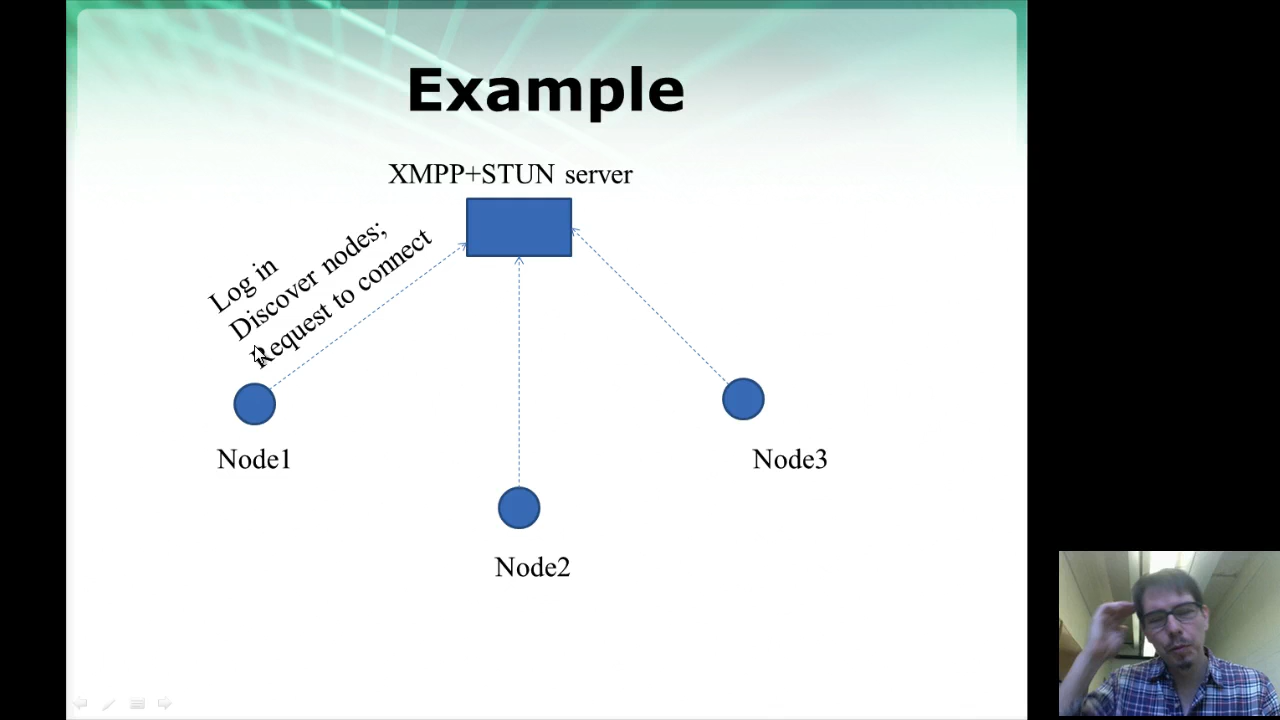 Example
XMPP+STUN server
Log in
Discover nodes;
Request to connect
Node1
Node3
Node2